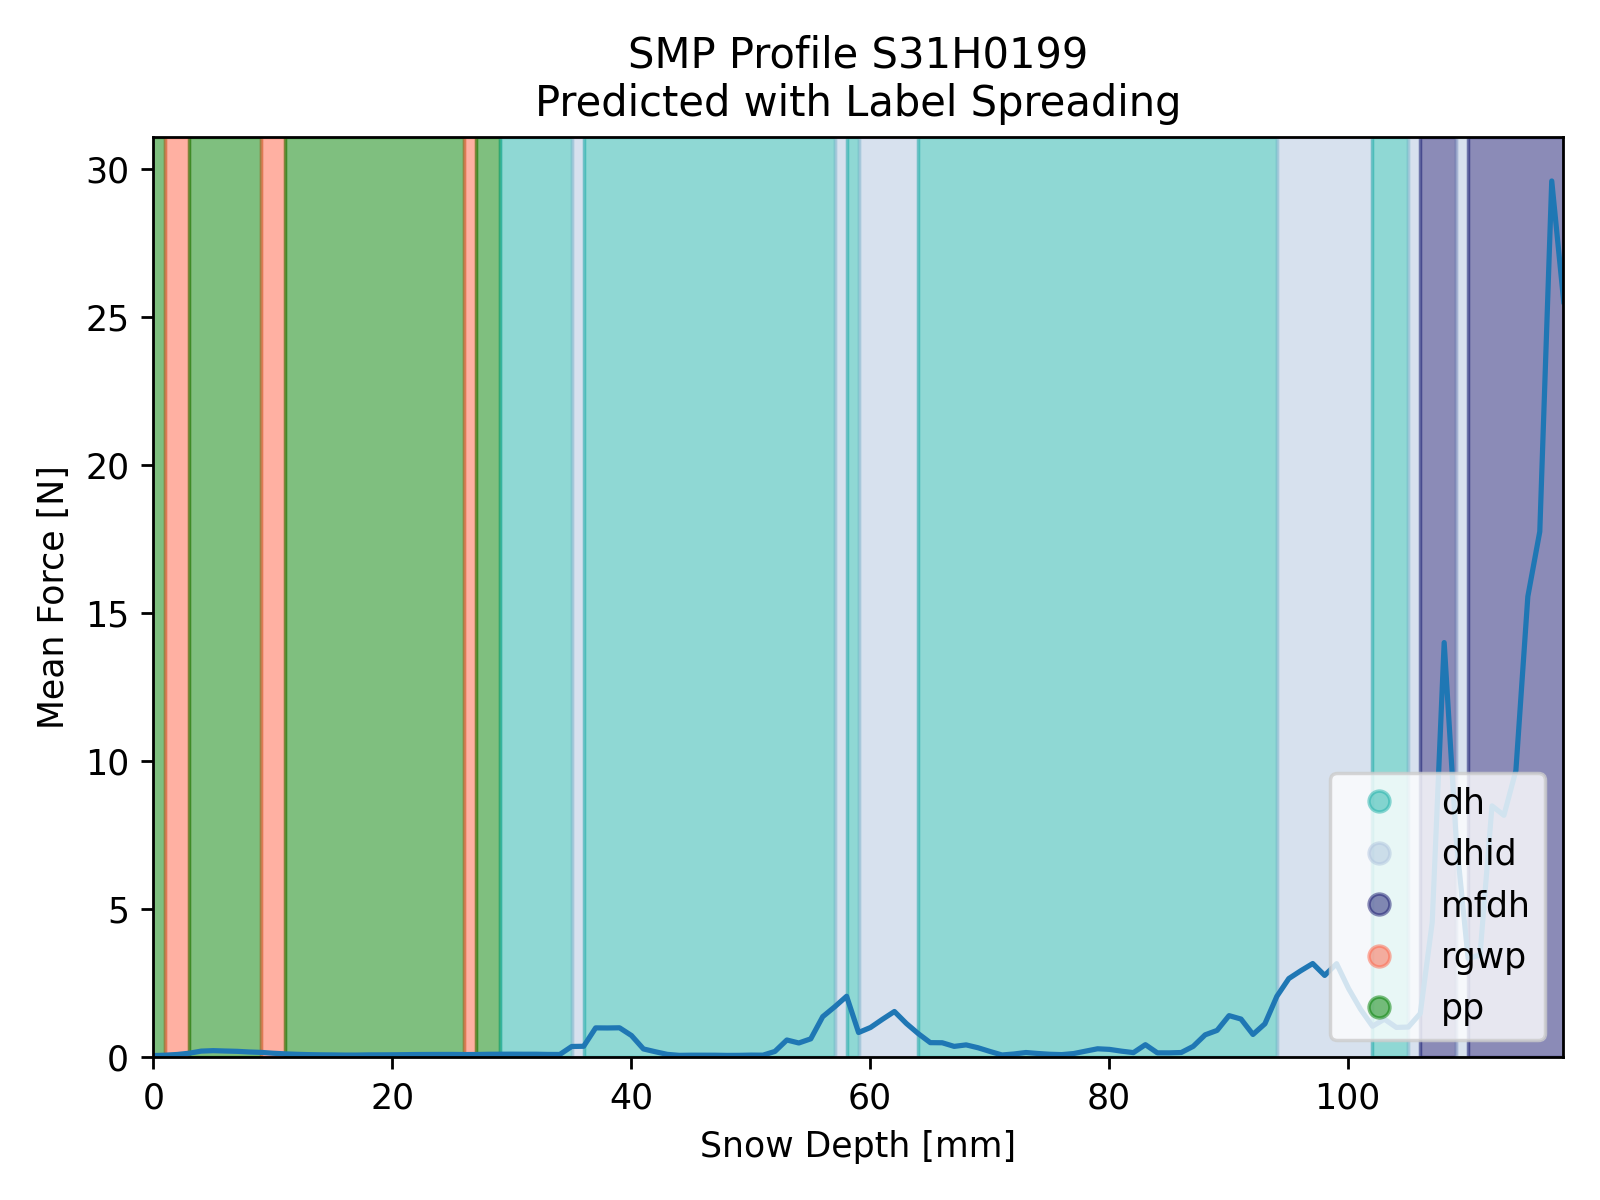 SMP Profile S31H0199
Predicted with Label Spreading
Mean Force [N]
30
25
20
15
10
5
0
dh
dhid
mfdh
rgwp
pp
0 20 40 60 80 100
Snow Depth [mm]